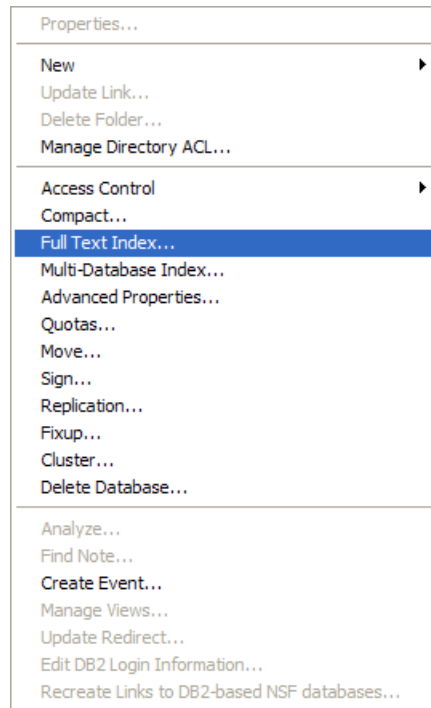 Properties...
New
Update Link...
Delete Folder...
Manage Directory ACL...
Access Control
Compact...
Full Text Index...
Multi-Database Index...
Advanced Properties...
Quotas...
Move...
Sign...
Replication...
Fixup...
Cluster...
Delete Database...
Analyze...
Find Note...
Create Event...
Manage Views...
Update Redirect...
Edit DB2 Login Information...
Recreate Links to DB2-based NSF databases...